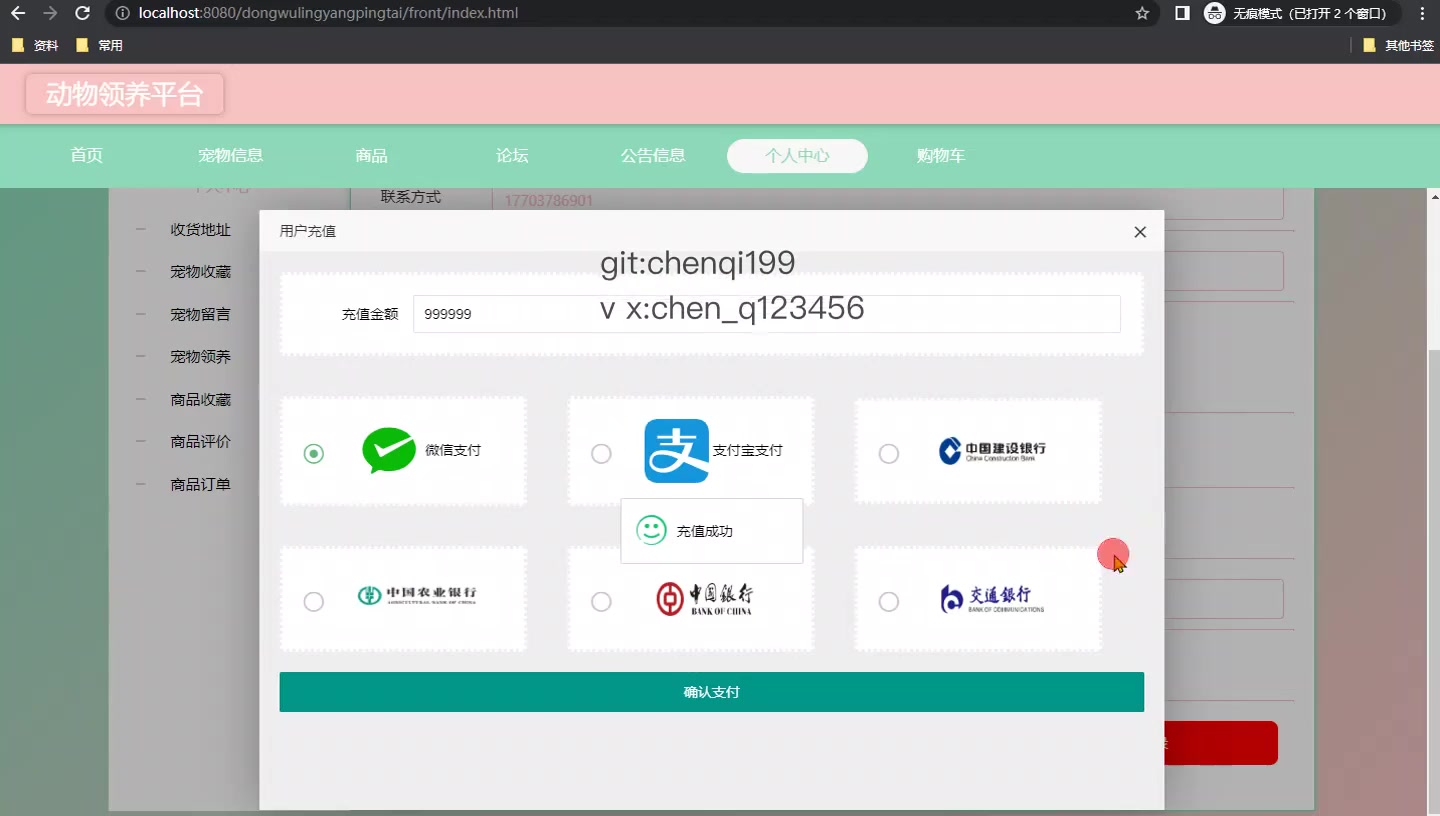 localhost:8080/dongwulingyangpingtai/front/index.html
无痕模式（已打开 2 个窗口）
资料
常用
其他书签
动物领养平台
首页
宠物信息
商品
论坛
公告信息
个人中心
购物车
个人中心
联系方式
17703786901
收货地址
宠物收藏
宠物留言
宠物领养
商品收藏
商品评价
商品订单
用户充值
git:chenqi199
充值金额
999999
v x:chen_q123456
微信支付
支
支付宝支付
中国建设银行
China Construction Bank
充值成功
中国农业银行
AGRICULTURAL BANK OF CHINA
中国银行
BANK OF CHINA
交通银行
BANK OF COMMUNICATIONS
确认支付